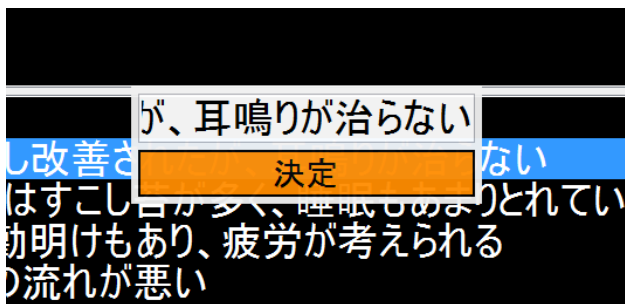 が、耳鳴りが治らない
決定
し改善さ ない
はすこし苔が多く、睡眠もあまりとれてい
勤明けもあり、疲労が考えられる
の流れが悪い